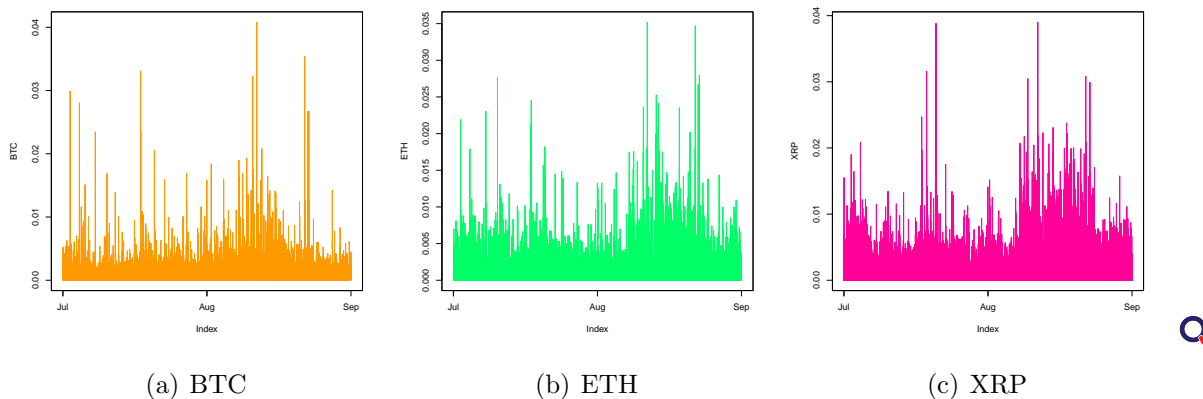 BTC
0.00 0.01 0.02 0.03 0.04
Jul Aug Sep
Index
(a) BTC
ETH
0.000 0.005 0.010 0.015 0.020 0.025 0.030 0.035
Jul Aug Sep
Index
(b) ETH
XRP
0.00 0.01 0.02 0.03 0.04
Jul Aug Sep
Index
(c) XRP